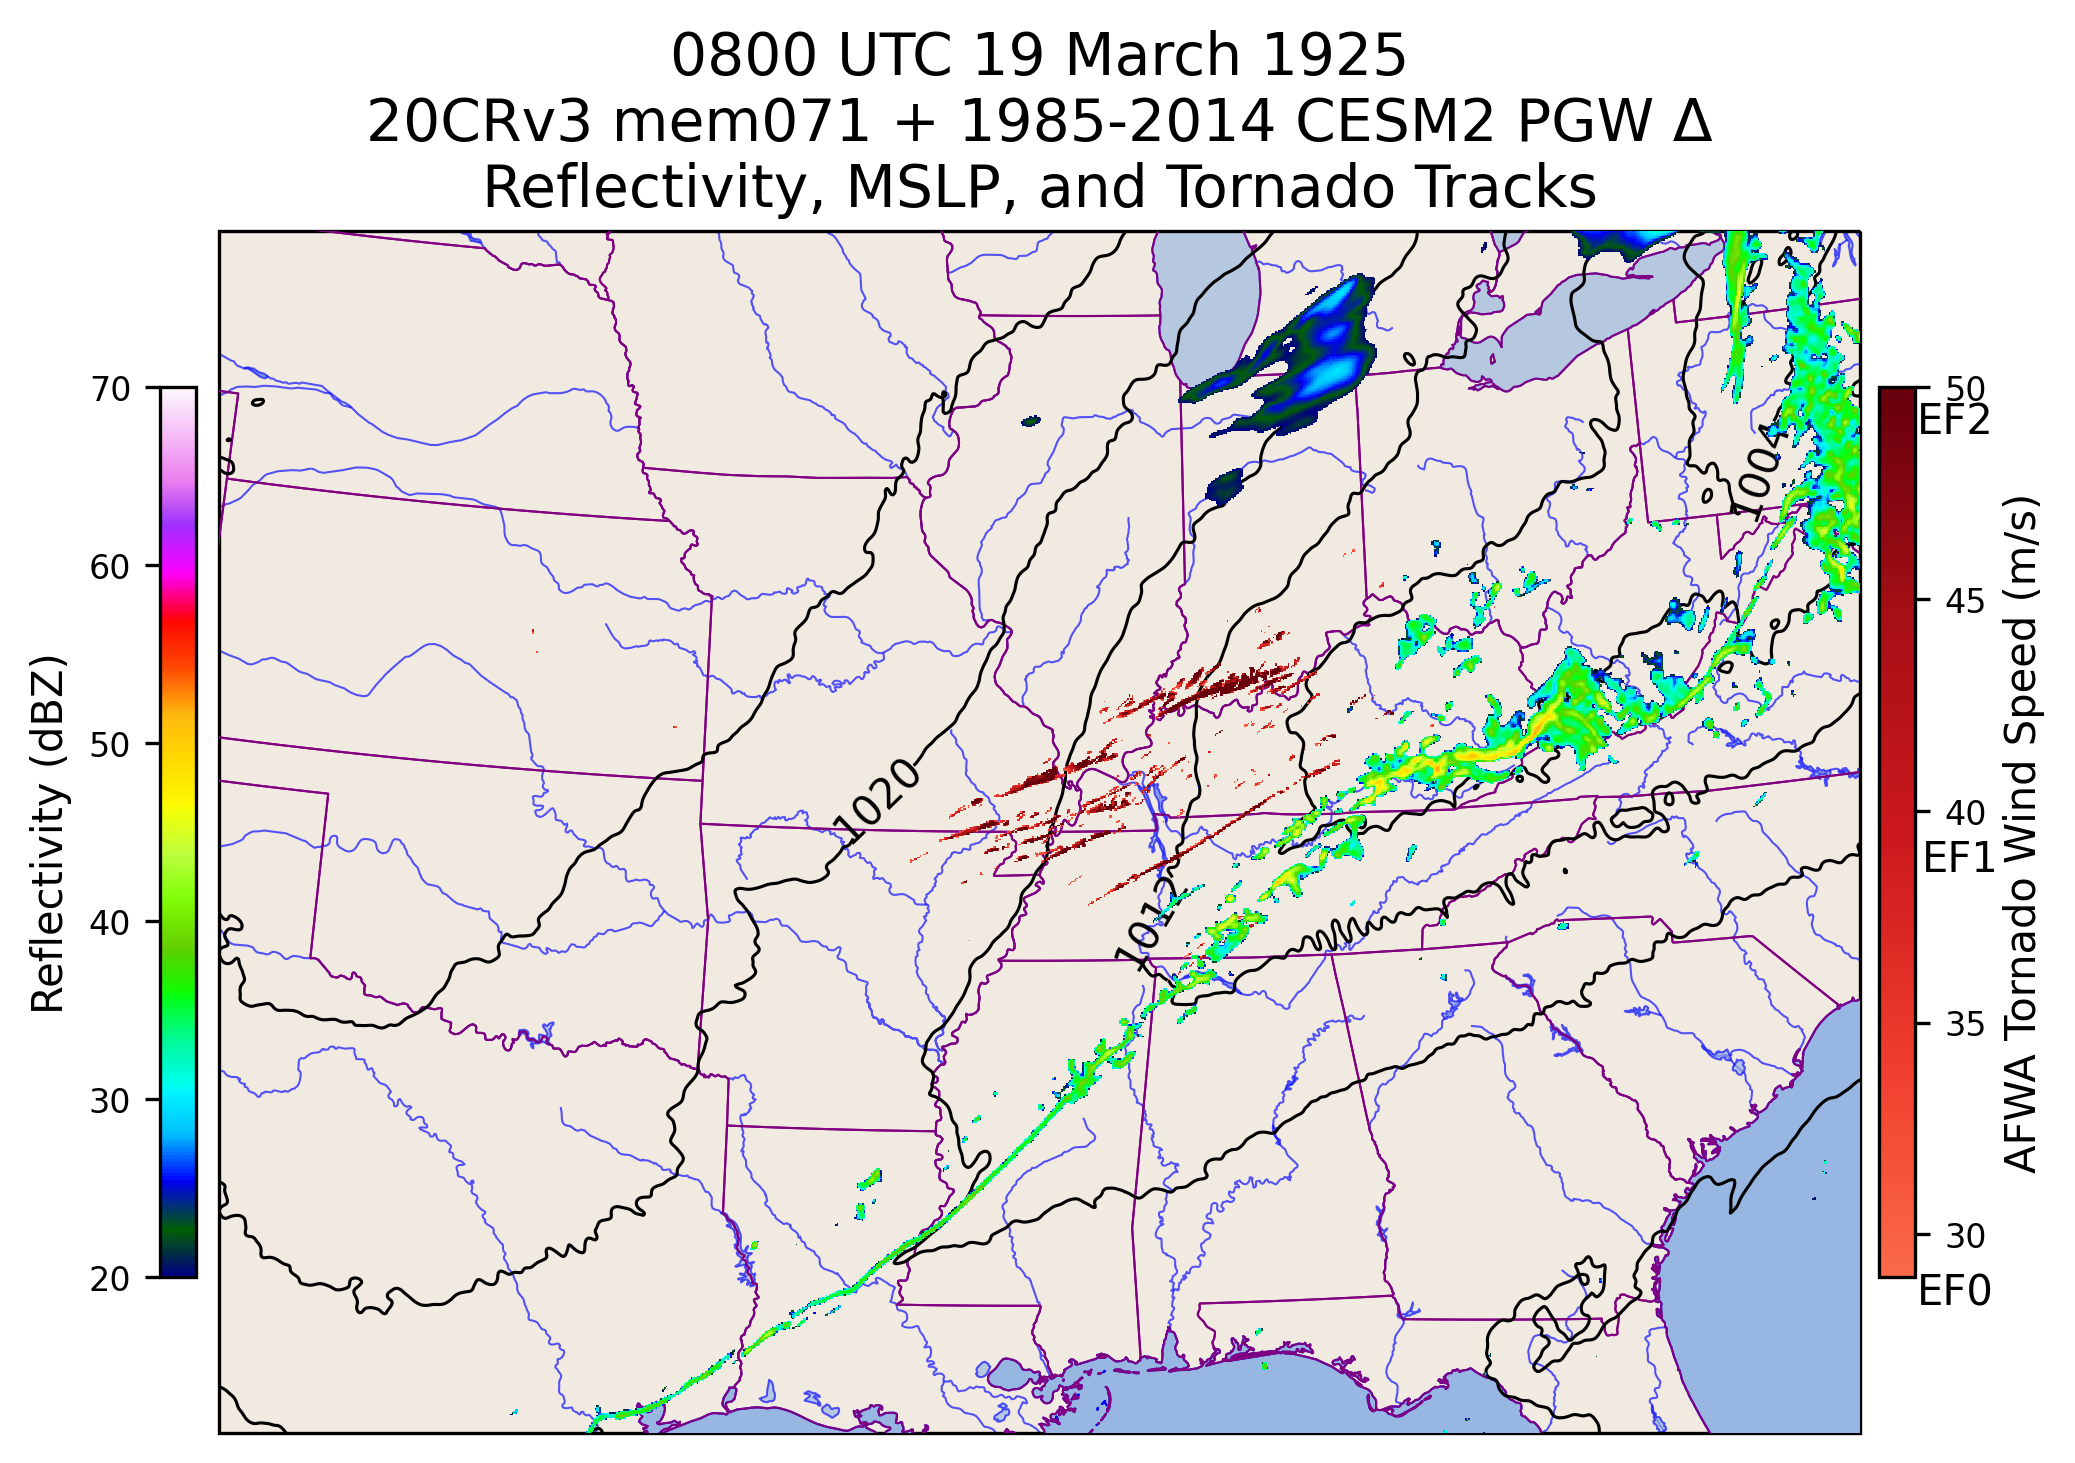 0800 UTC 19 March 1925
20CRv3 mem071 + 1985-2014 CESM2 PGW Δ
Reflectivity, MSLP, and Tornado Tracks
70
60
50
40
30
20
Reflectivity (dBZ)
1004
1020
1012
50
EF2
45
40
EF1
35
30
EF0
AFWA Tornado Wind Speed (m/s)